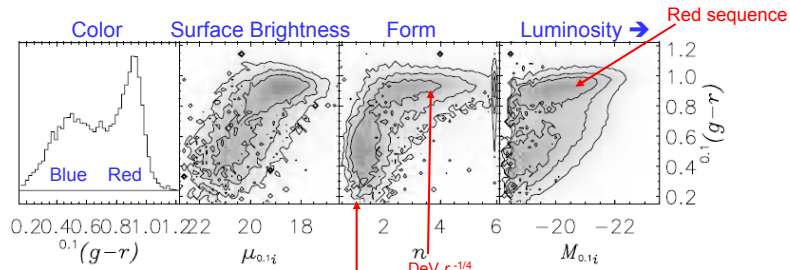 Color Surface Brightness Form Luminosity → Red sequence
1.2
1.0
0.8
0.6
0.4
0.2
0.1(g-r)
Blue Red
0.20.40.60.81.01.2 22 20 18 2 4 6 -20 -22
0.1(g-r) μ0.1i n M0.1i
DeV r-1/4